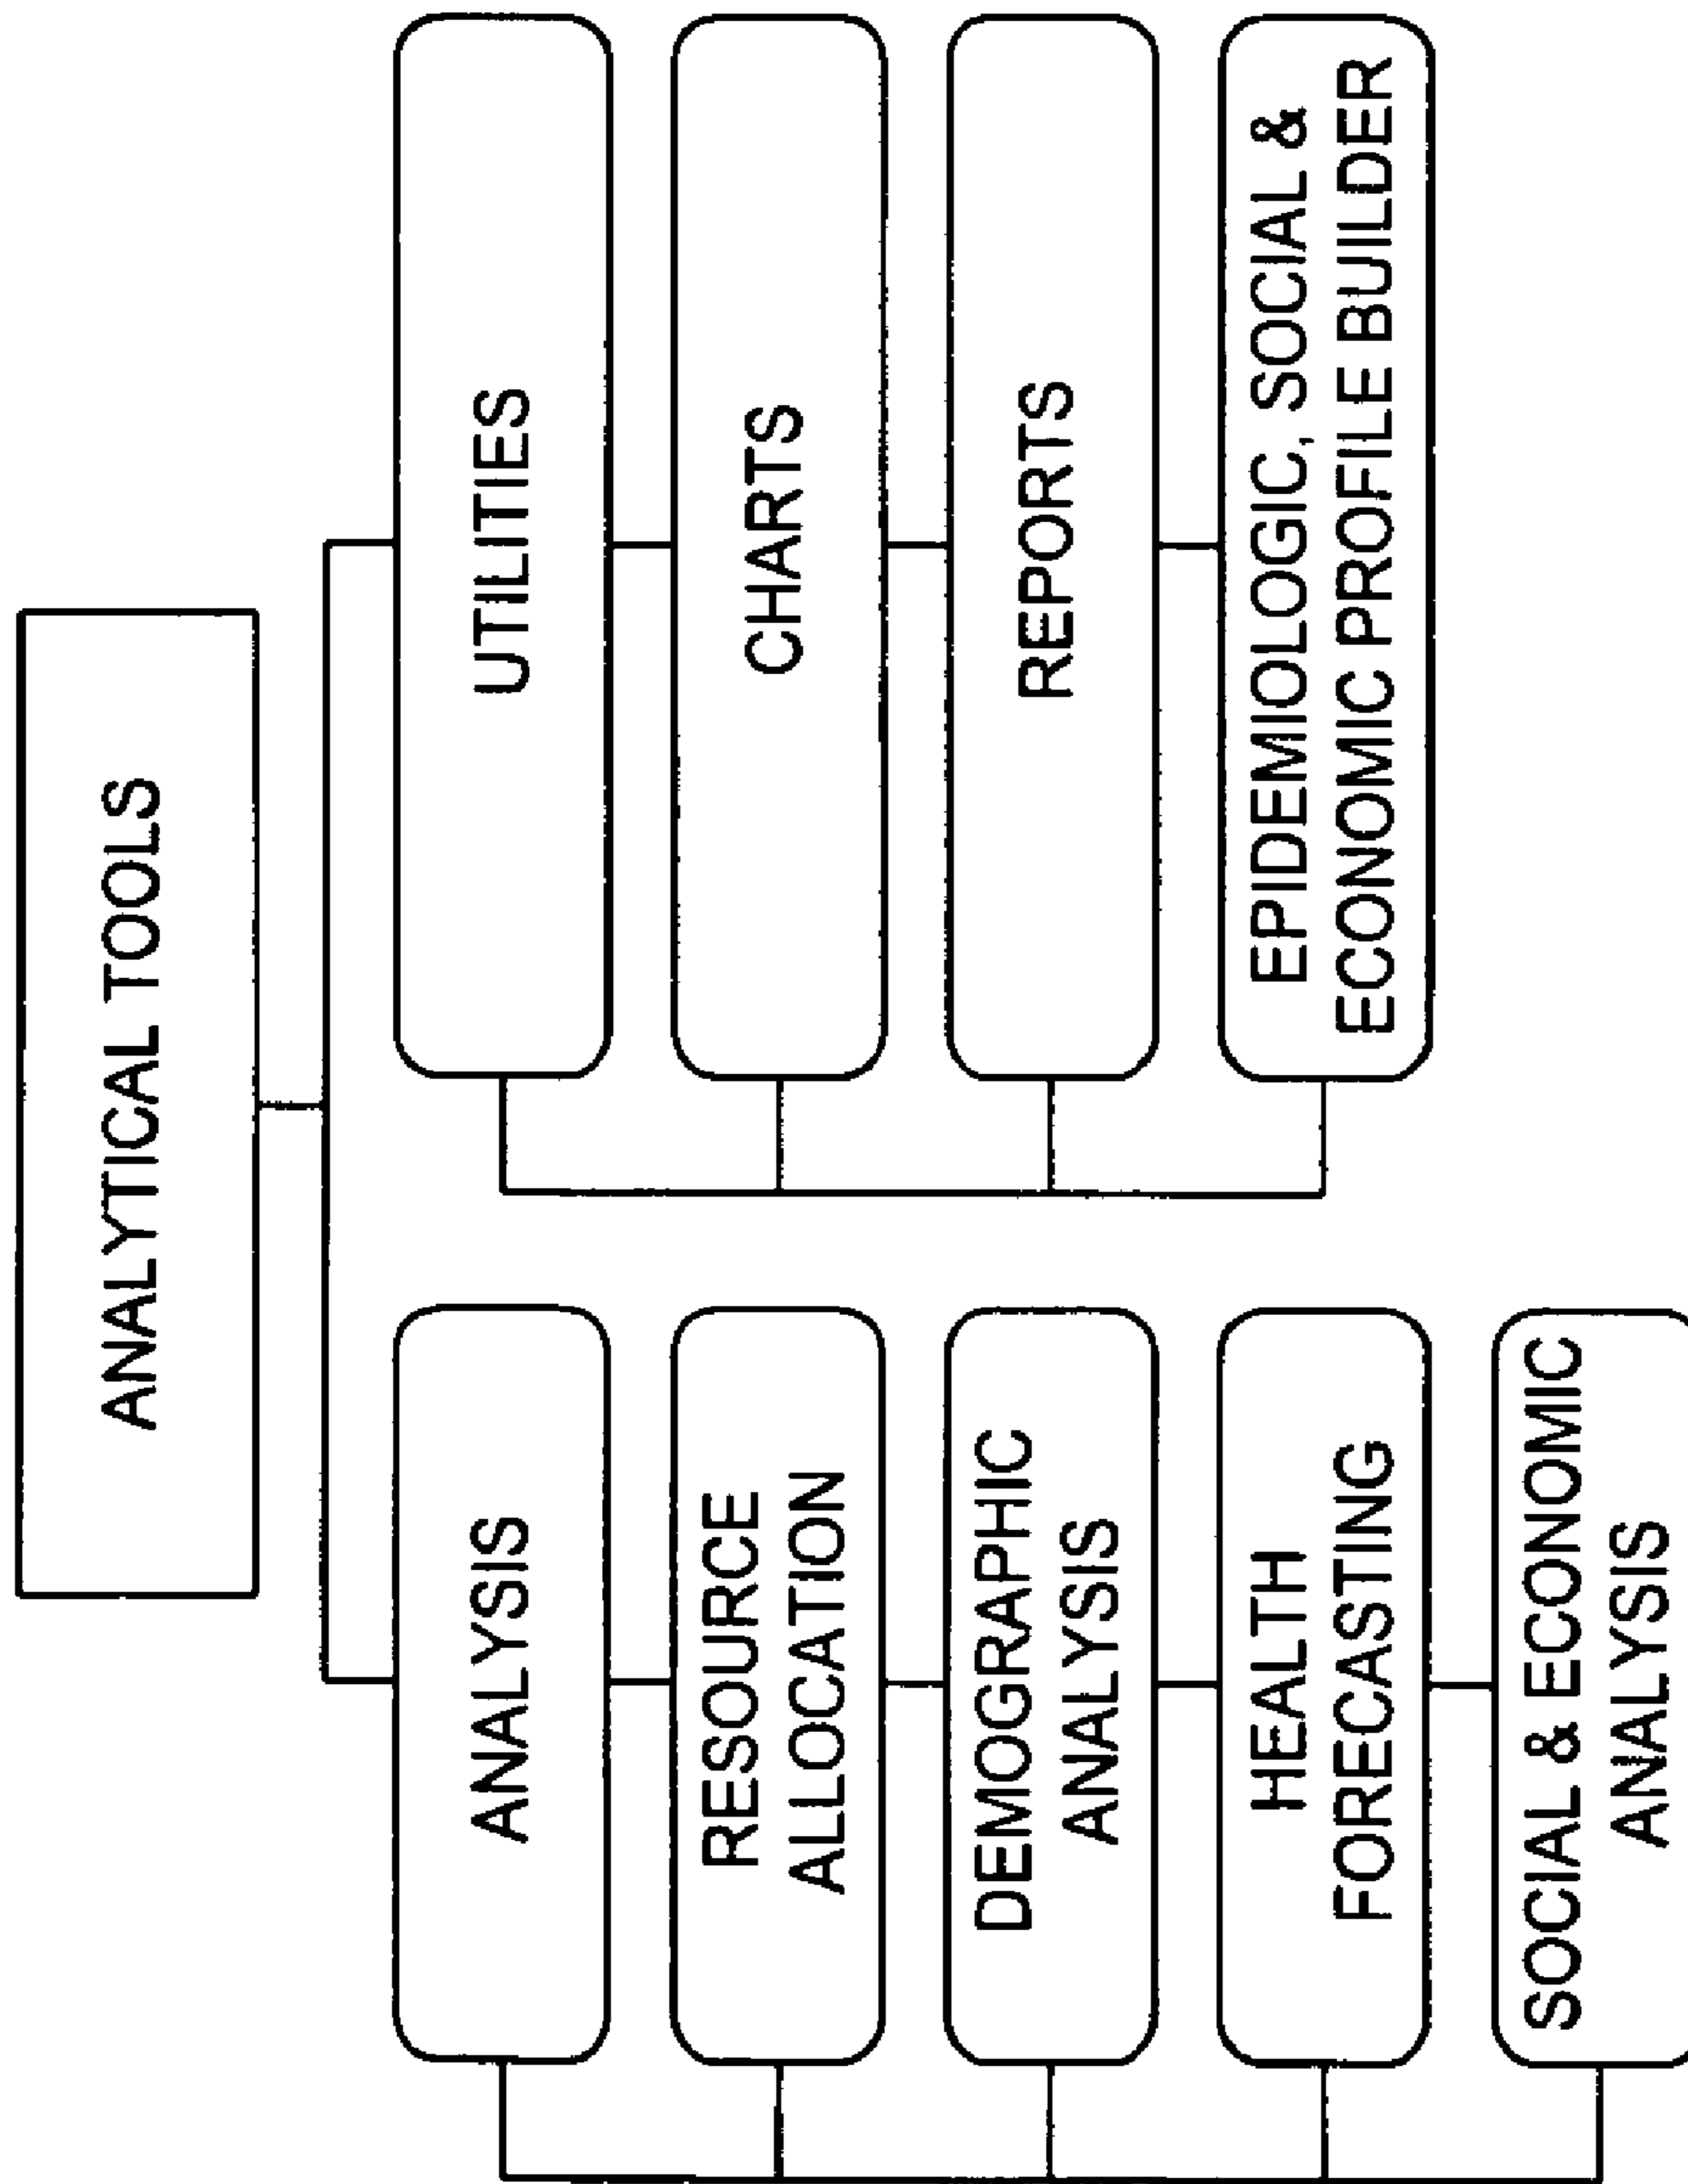 ANALYTICAL TOOLS
ANALYSIS
RESOURCE
ALLOCATION
DEMOGRAPHIC
ANALYSIS
HEALTH
FORECASTING
SOCIAL & ECONOMIC
ANALYSIS
UTILITIES
CHARTS
REPORTS
EPIDEMIOLOGIC, SOCIAL &
ECONOMIC PROFILE BUILDER